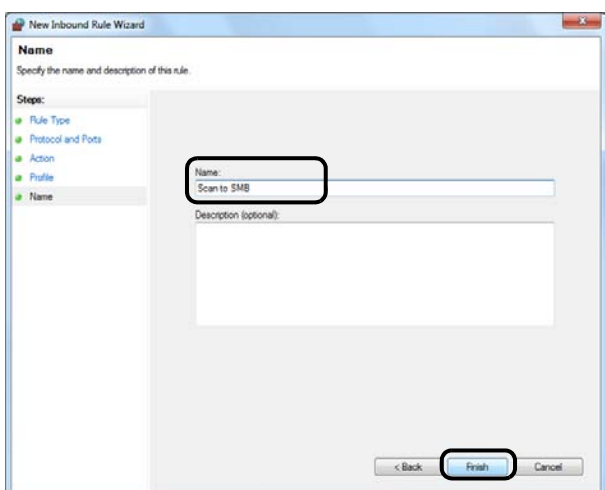 New Inbound Rule Wizard
Name
Specify the name and description of this rule.
Steps:
Rule Type
Protocol and Ports
Action
Profile
Name
Name:
Scan to SMB
Description (optional):
< Back
Finish
Cancel